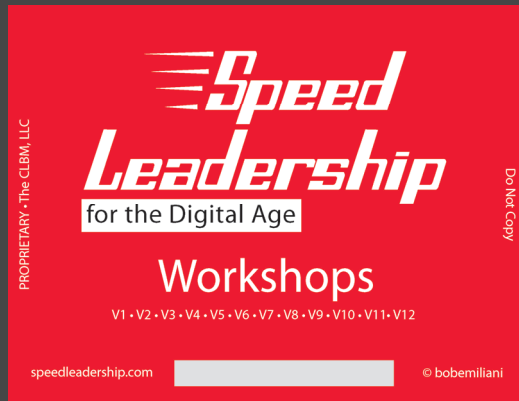 Speed
Leadership
for the Digital Age
Workshops
V1 • V2 • V3 • V4 • V5 • V6 • V7 • V8 • V9 • V10 • V11• V12
PROPRIETARY • The CLBM, LLC
Do Not Copy
speedleadership.com
© bobemiliani